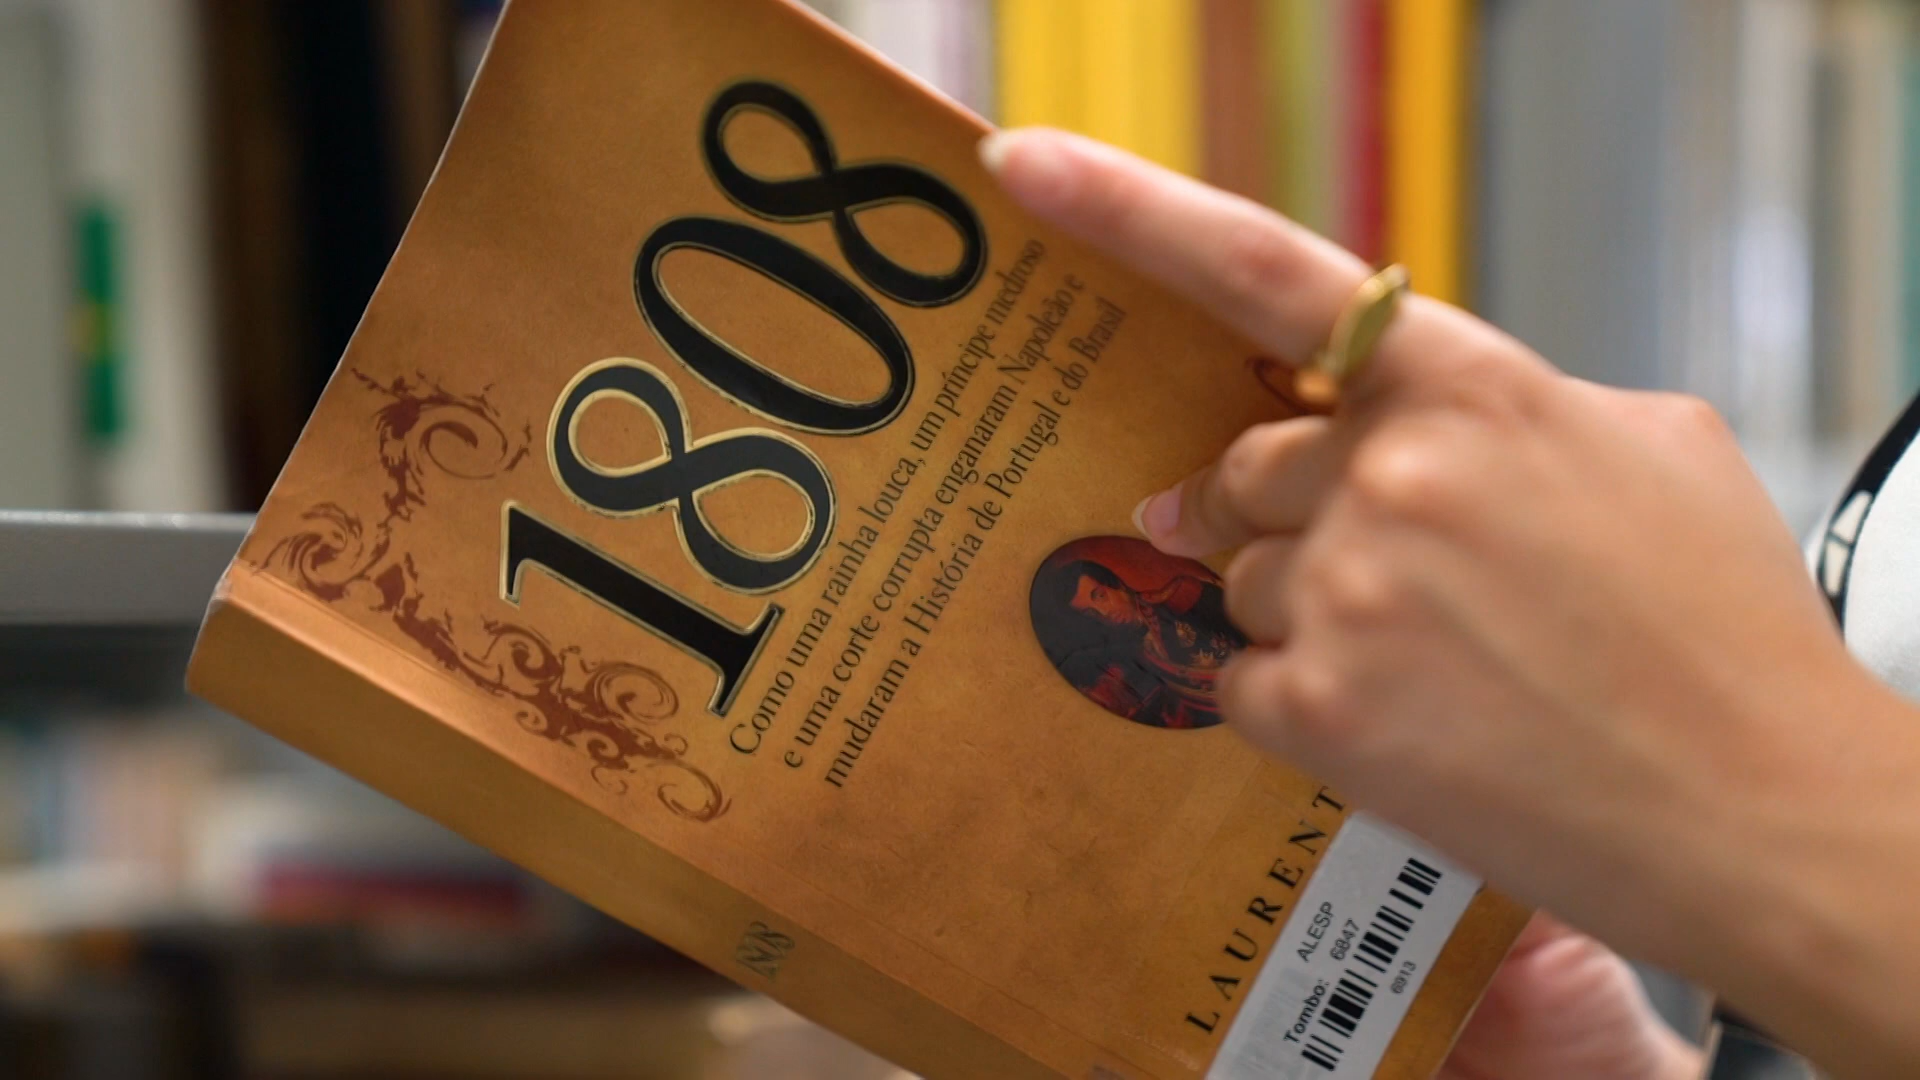 1808
Como uma rainha louca, um príncipe medroso
e uma corte corrupta enganaram Napoleão e
mudaram a História de Portugal e do Brasil
LAURENT
ALESP
Tombo: 6847
6913
1808